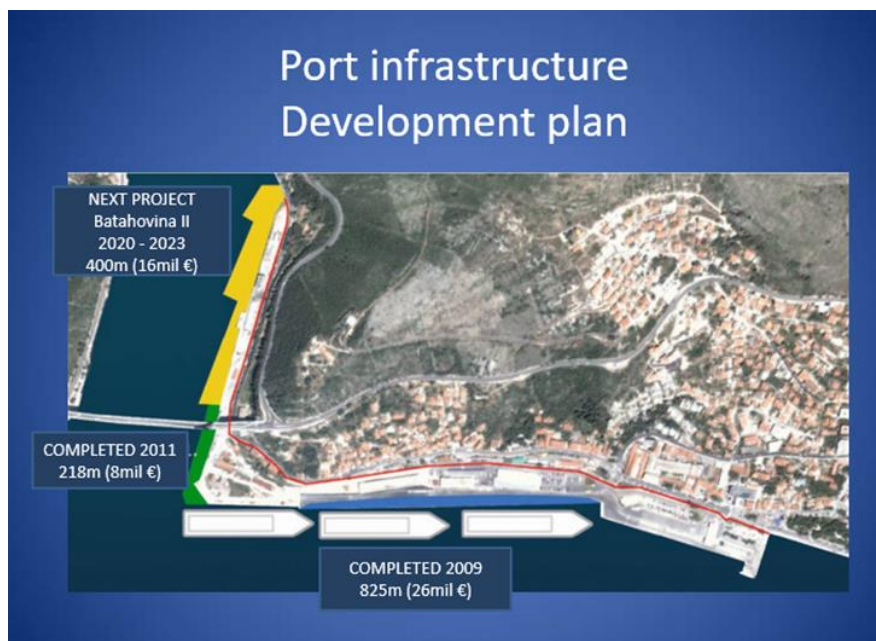 Port infrastructure
Development plan
NEXT PROJECT
Batahovina II
2020 - 2023
400m (16mil €)
COMPLETED 2011
218m (8mil €)
COMPLETED 2009
825m (26mil €)